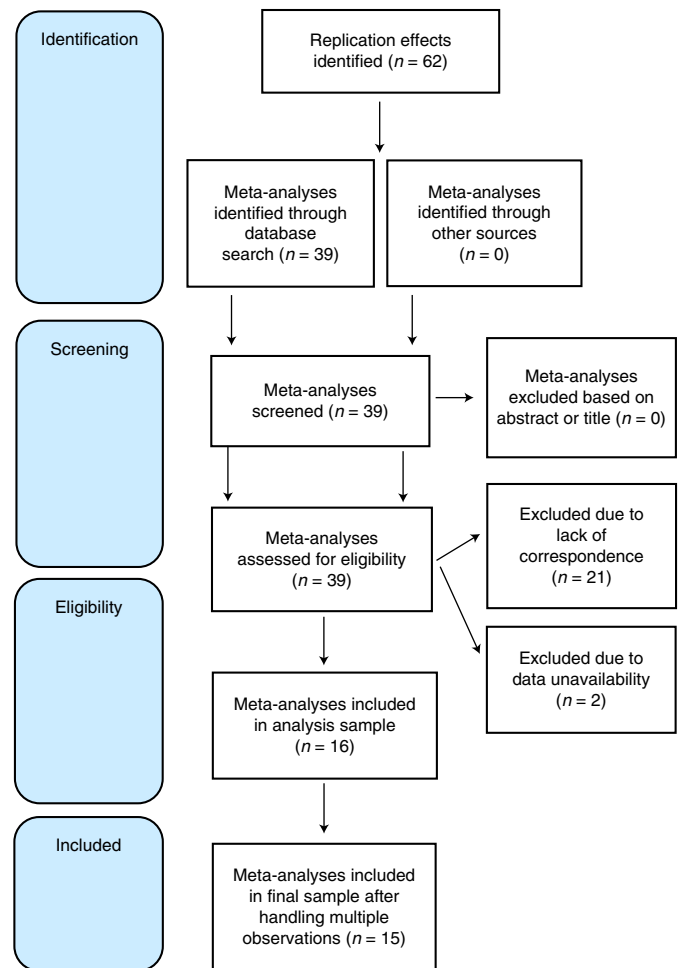 Identification
Replication effects
identified (n = 62)
Meta-analyses
identified through
database
search (n = 39)
Meta-analyses
identified through
other sources
(n = 0)
Screening
Meta-analyses
screened (n = 39)
Meta-analyses
excluded based on
abstract or title (n = 0)
Meta-analyses
assessed for eligibility
(n = 39)
Excluded due to
lack of
correspondence
(n = 21)
Eligibility
Excluded due to
data unavailability
(n = 2)
Meta-analyses included
in analysis sample
(n = 16)
Included
Meta-analyses included
in final sample after
handling multiple
observations (n = 15)